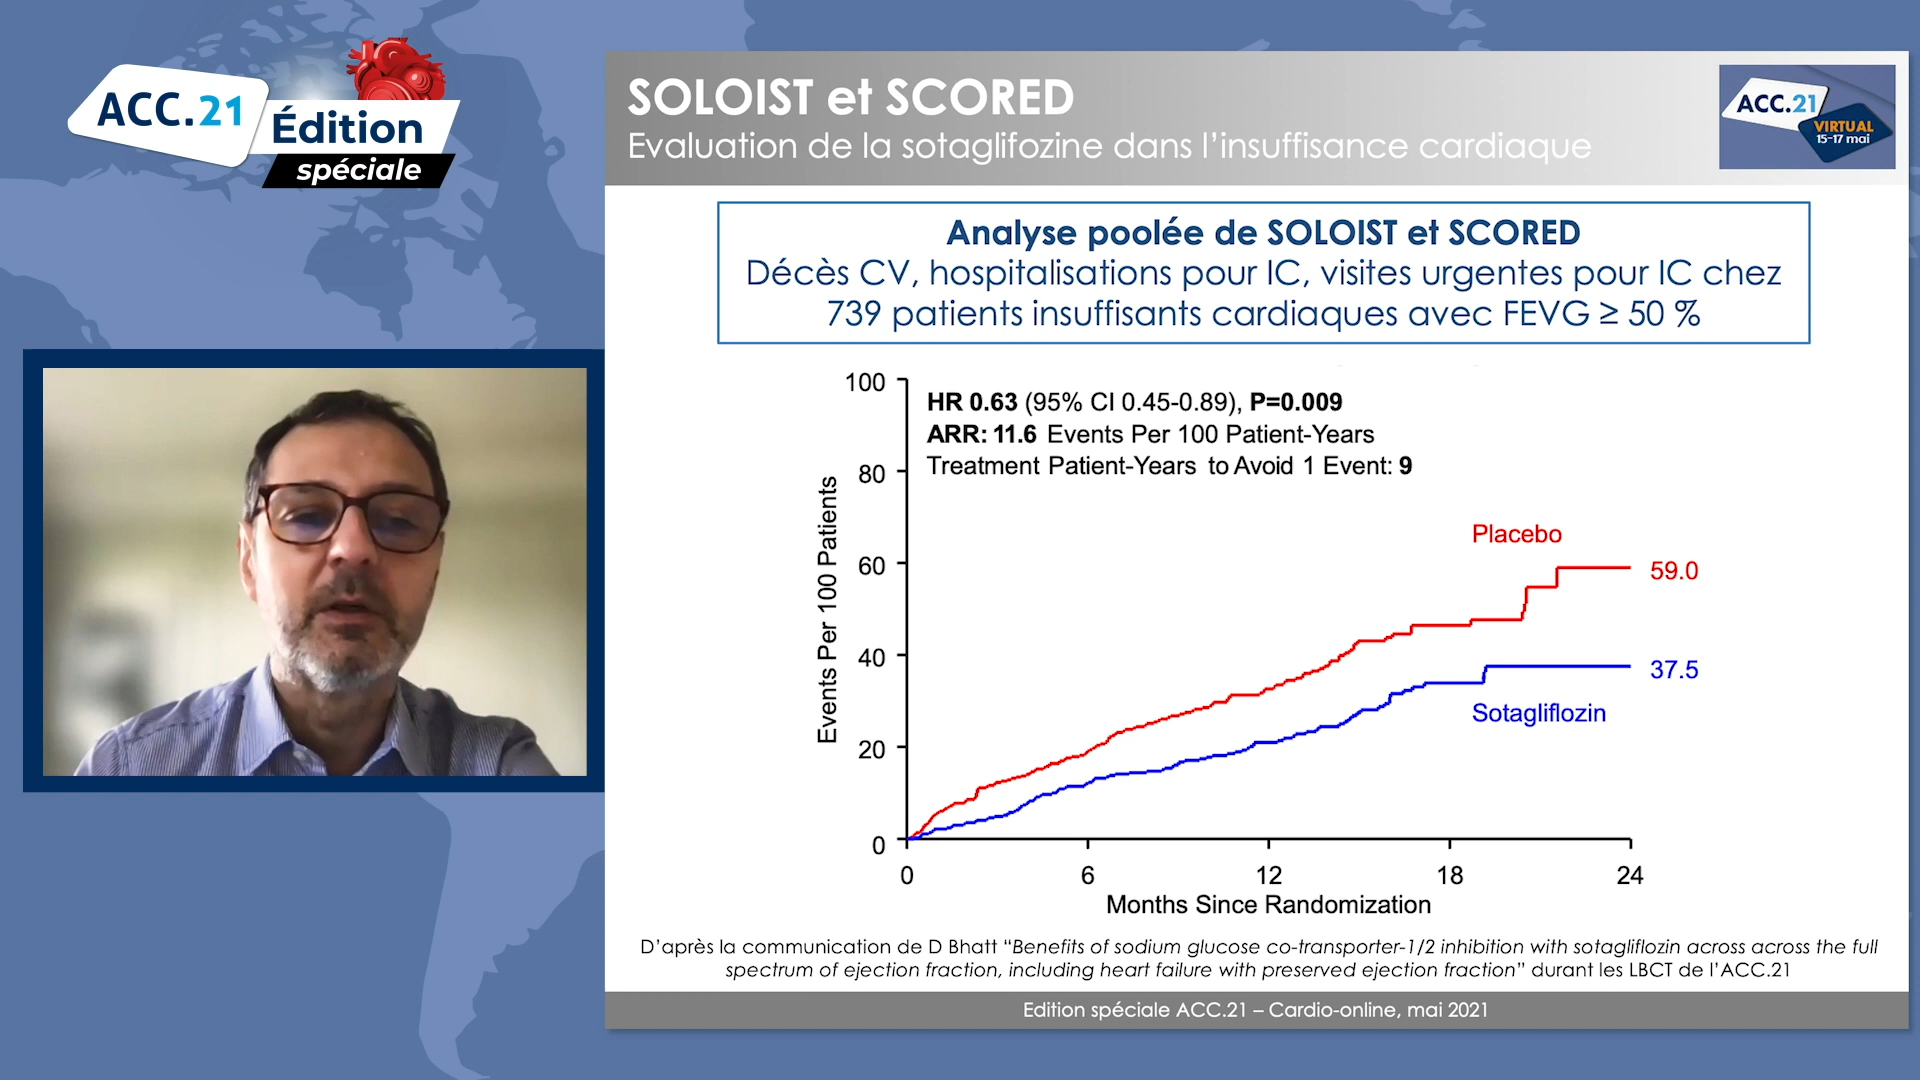 ACC.21
Édition
spéciale
SOLOIST et SCORED
Evaluation de la sotaglifozine dans l’insuffisance cardiaque
ACC.21
VIRTUAL
15-17 mai
Analyse poolée de SOLOIST et SCORED
Décès CV, hospitalisations pour IC, visites urgentes pour IC chez
739 patients insuffisants cardiaques avec FEVG ≥ 50 %
HR 0.63 (95% CI 0.45-0.89), P=0.009
ARR: 11.6 Events Per 100 Patient-Years
Treatment Patient-Years to Avoid 1 Event: 9
Events Per 100 Patients
100
80
60
40
20
0
Placebo
59.0
37.5
Sotagliflozin
0 6 12 18 24
Months Since Randomization
D’après la communication de D Bhatt “Benefits of sodium glucose co-transporter-1/2 inhibition with sotagliflozin across across the full
spectrum of ejection fraction, including heart failure with preserved ejection fraction” durant les LBCT de l’ACC.21
Edition spéciale ACC.21 – Cardio-online, mai 2021